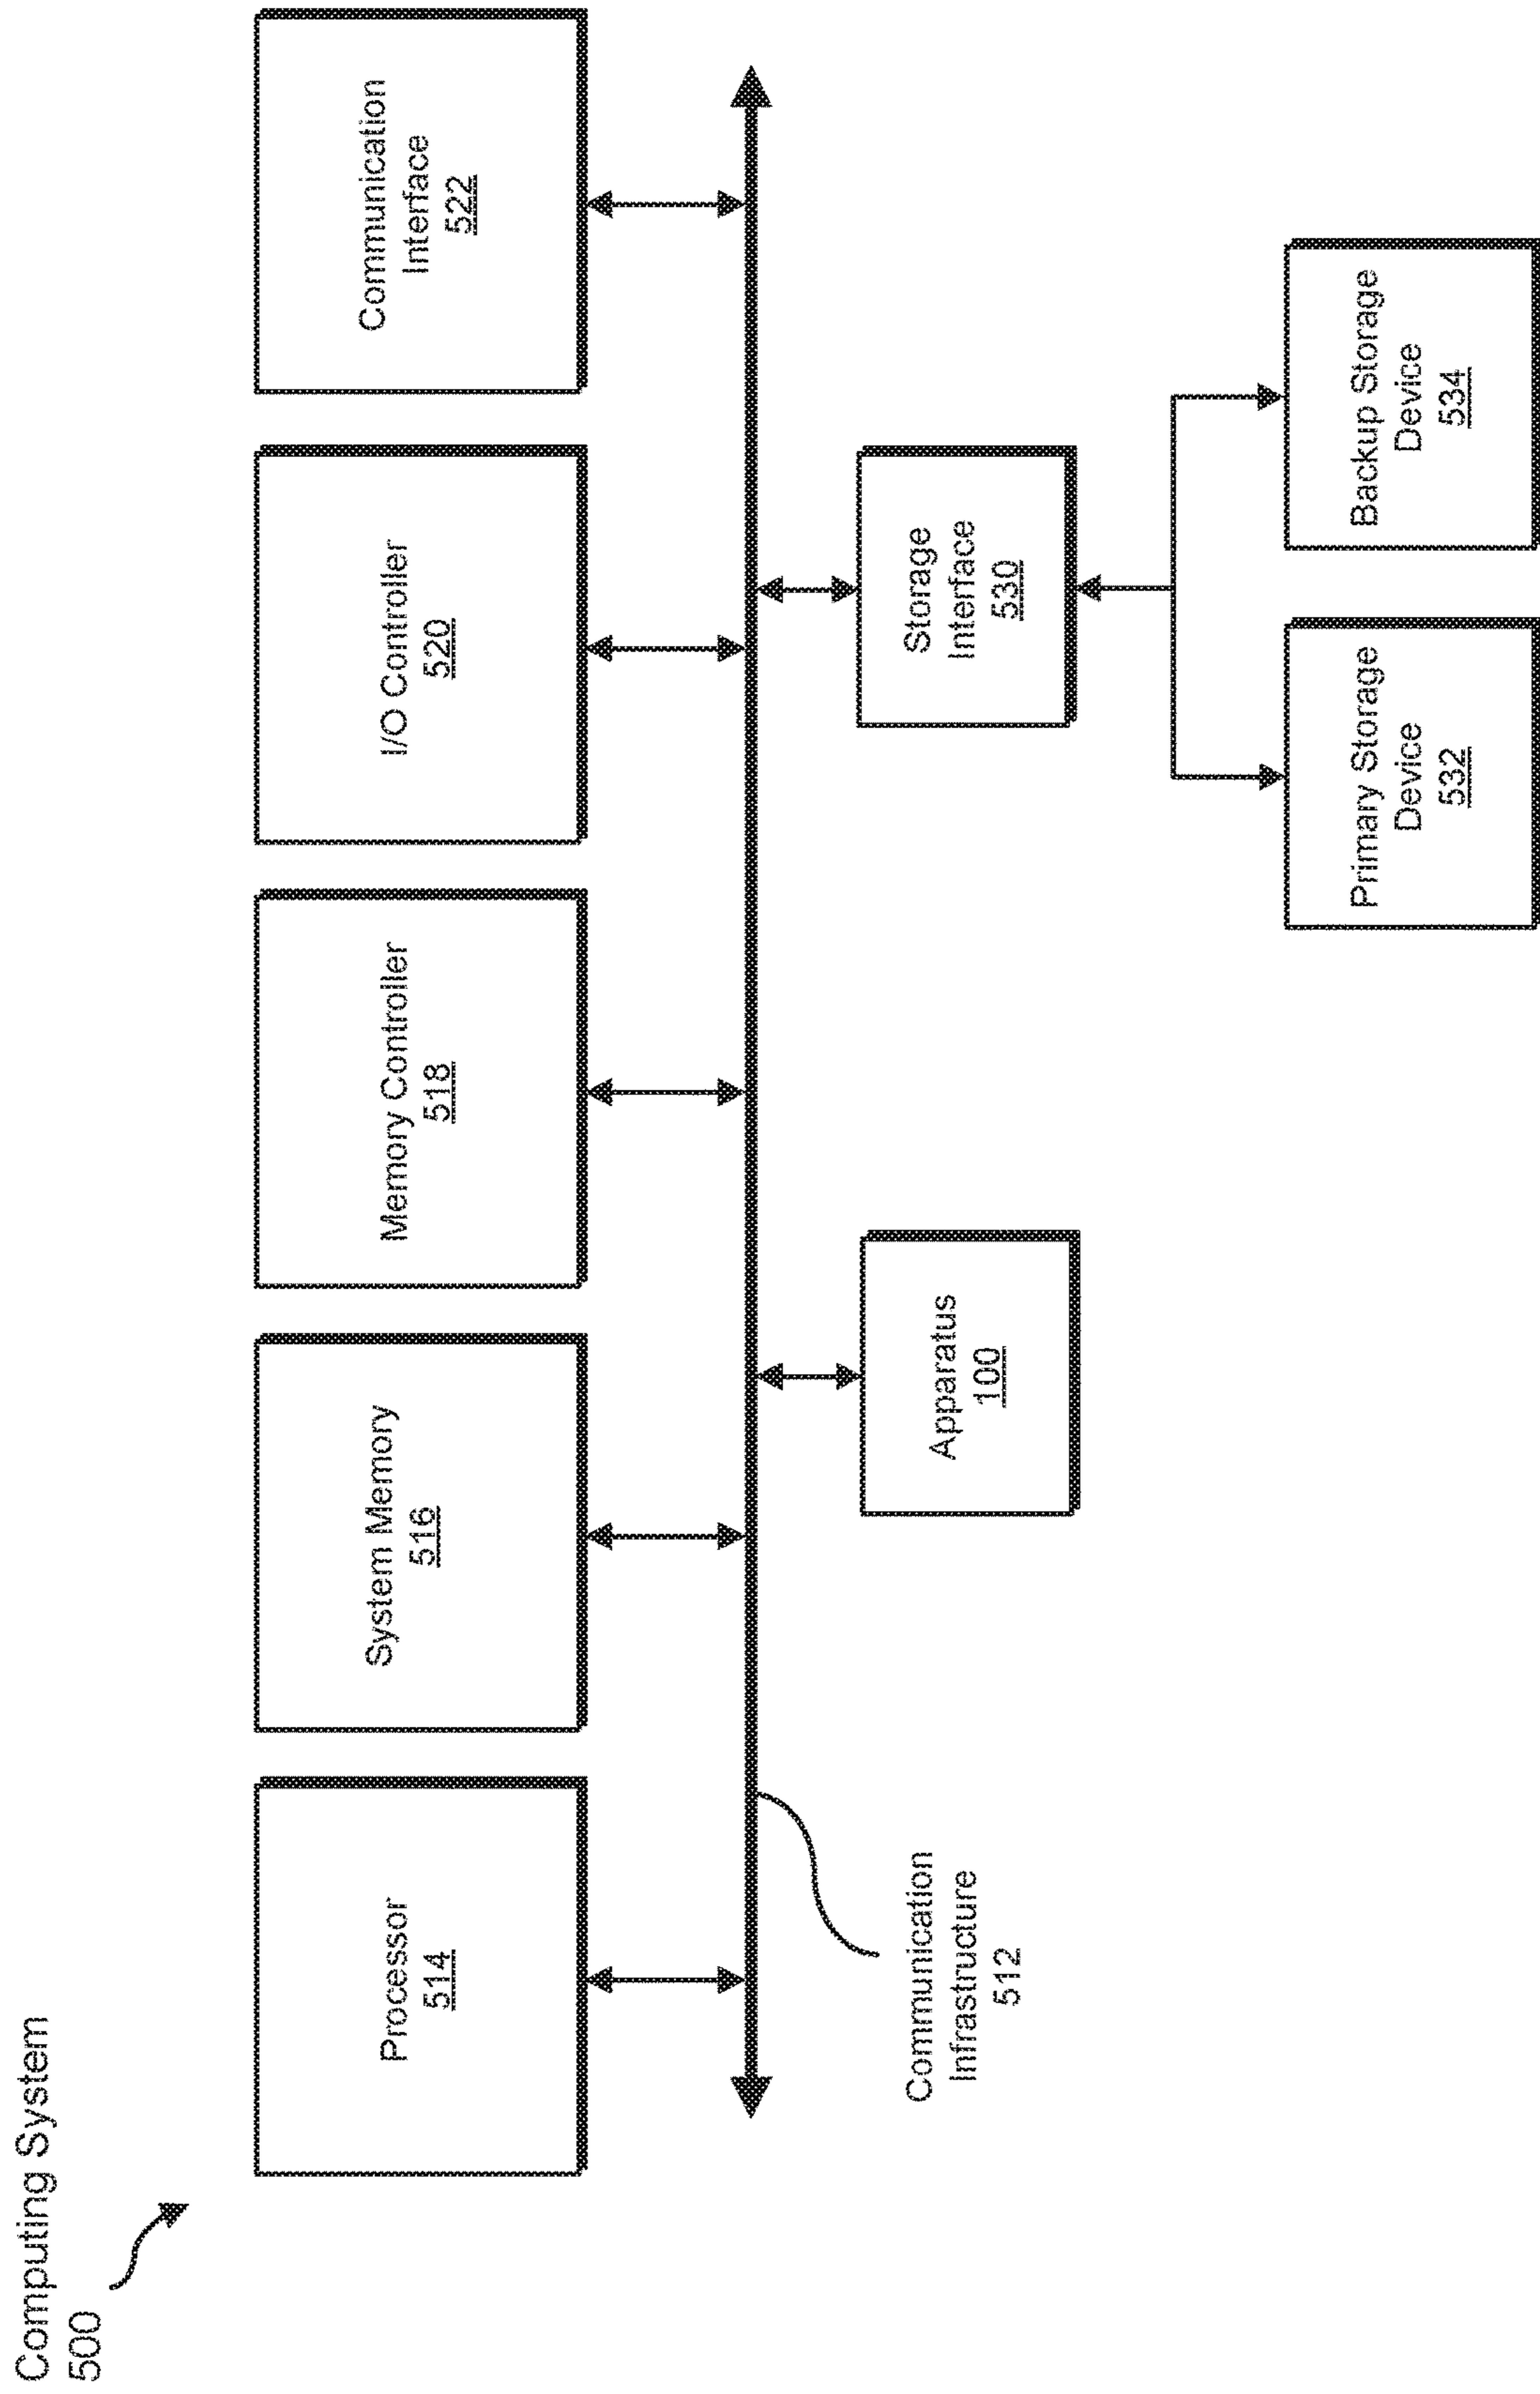 Computing System
500
Processor
514
System Memory
516
Memory Controller
518
I/O Controller
520
Communication
Interface
522
Communication
Infrastructure
512
Apparatus
100
Storage
Interface
530
Primary Storage
Device
532
Backup Storage
Device
534